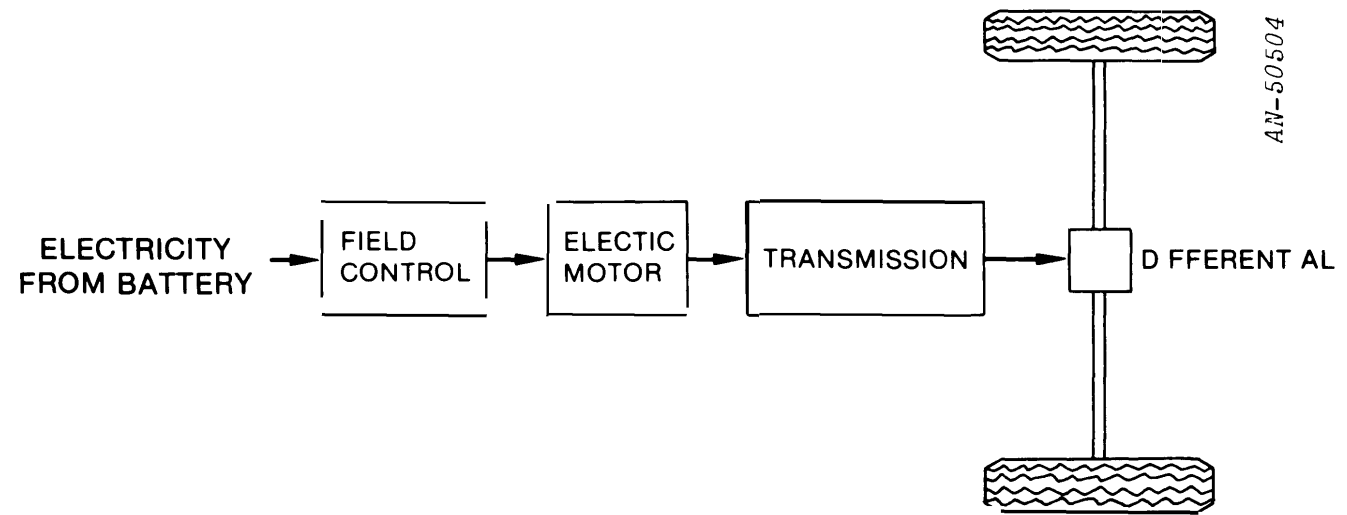 ELECTRICITY
FROM BATTERY
FIELD
CONTROL
ELECTIC
MOTOR
TRANSMISSION
D FFERENT AL
AN-50504